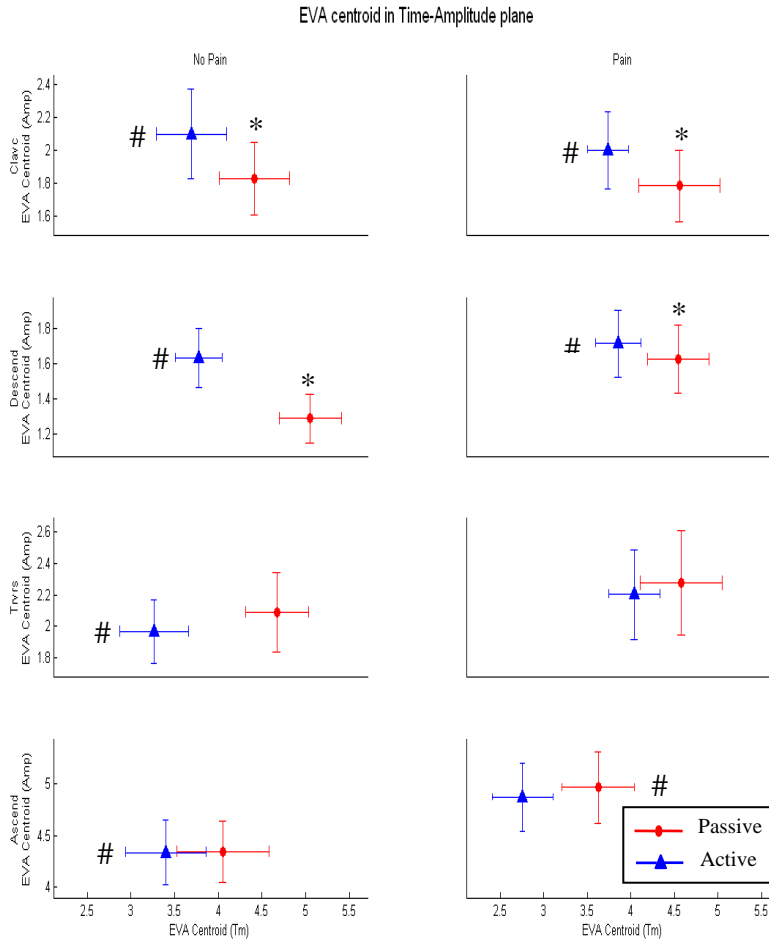 EVA centroid in Time-Amplitude plane
No Pain
Pain
Clavc
EVA Centroid (Amp)
2.4
2.2
2
1.8
1.6
#
*
#
*
Descend
EVA Centroid (Amp)
1.8
1.6
1.4
1.2
#
*
#
*
Trvrs
EVA Centroid (Amp)
2.6
2.4
2.2
2
1.8
#
Ascend
EVA Centroid (Amp)
5
4.5
4
#
#
Passive
Active
2.5 3 3.5 4 4.5 5 5.5
EVA Centroid (Tm)
2.5 3 3.5 4 4.5 5 5.5
EVA Centroid (Tm)